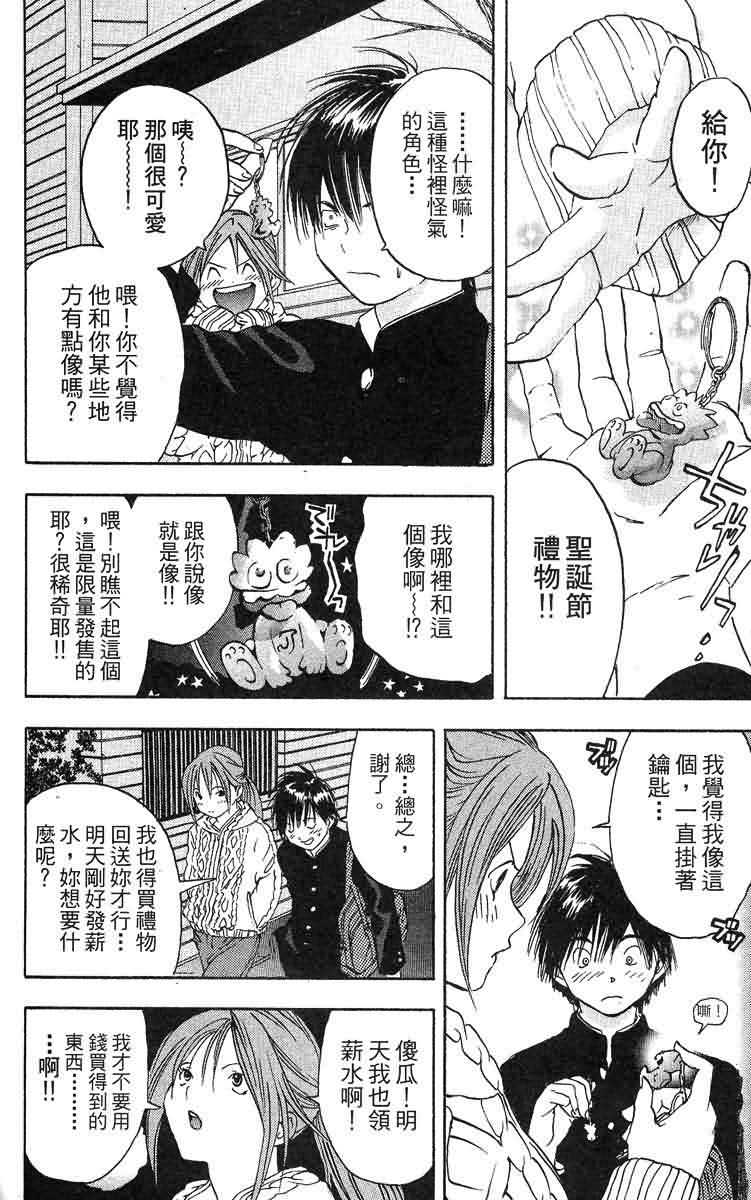 給你！
聖誕節
禮物!!
ちゃりっ
……什麼嘛！
這種怪裡怪氣
的角色…
咦～？
那個很可愛
耶～～！
喂！你不覺得
他和你某些地
方有點像嗎？
我哪裡和這
個像啊～!?
跟你說像
就是像!!
喂！別瞧不起這個
，這是限量發售的
耶？很稀奇耶!!
J
我覺得我像這
個，一直掛著
鑰匙…
嘶！
總…總之，
謝了。
我也得買禮物
回送妳才行…
明天剛好發薪
水，妳想要什
麼呢？
傻瓜！明
天我也領
薪水啊！
我才不要用
錢買得到的
東西………
…啊!!